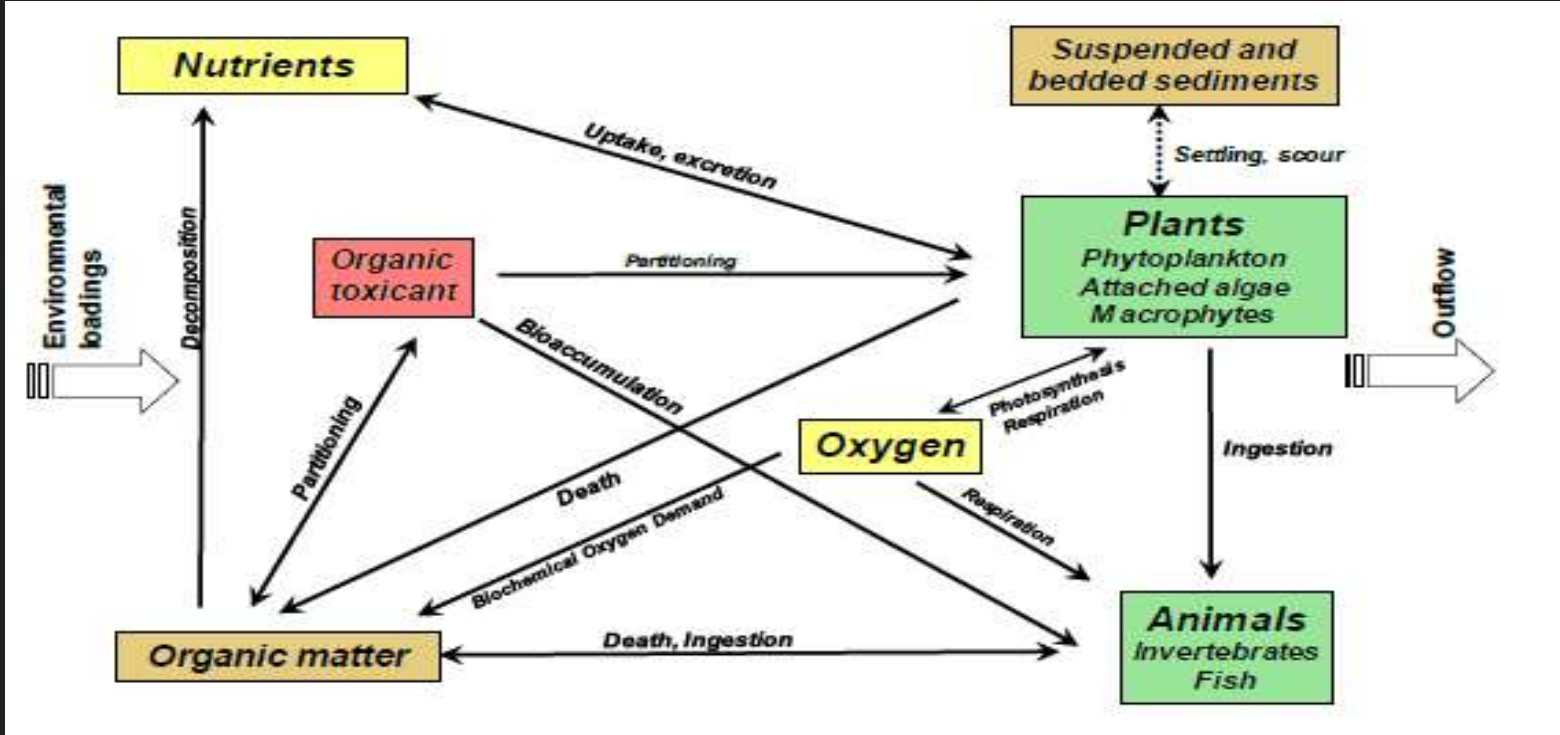 Nutrients
Suspended and
bedded sediments
Uptake, excretion
Settling, scour
Environmental
loadings
Decomposition
Organic
toxicant
Partitioning
Plants
Phytoplankton
Attached algae
Macrophytes
Outflow
Bioaccumulation
Partitioning
Photosynthesis
Respiration
Oxygen
Ingestion
Death
Biochemical Oxygen Demand
Respiration
Organic matter
Death, Ingestion
Animals
Invertebrates
Fish